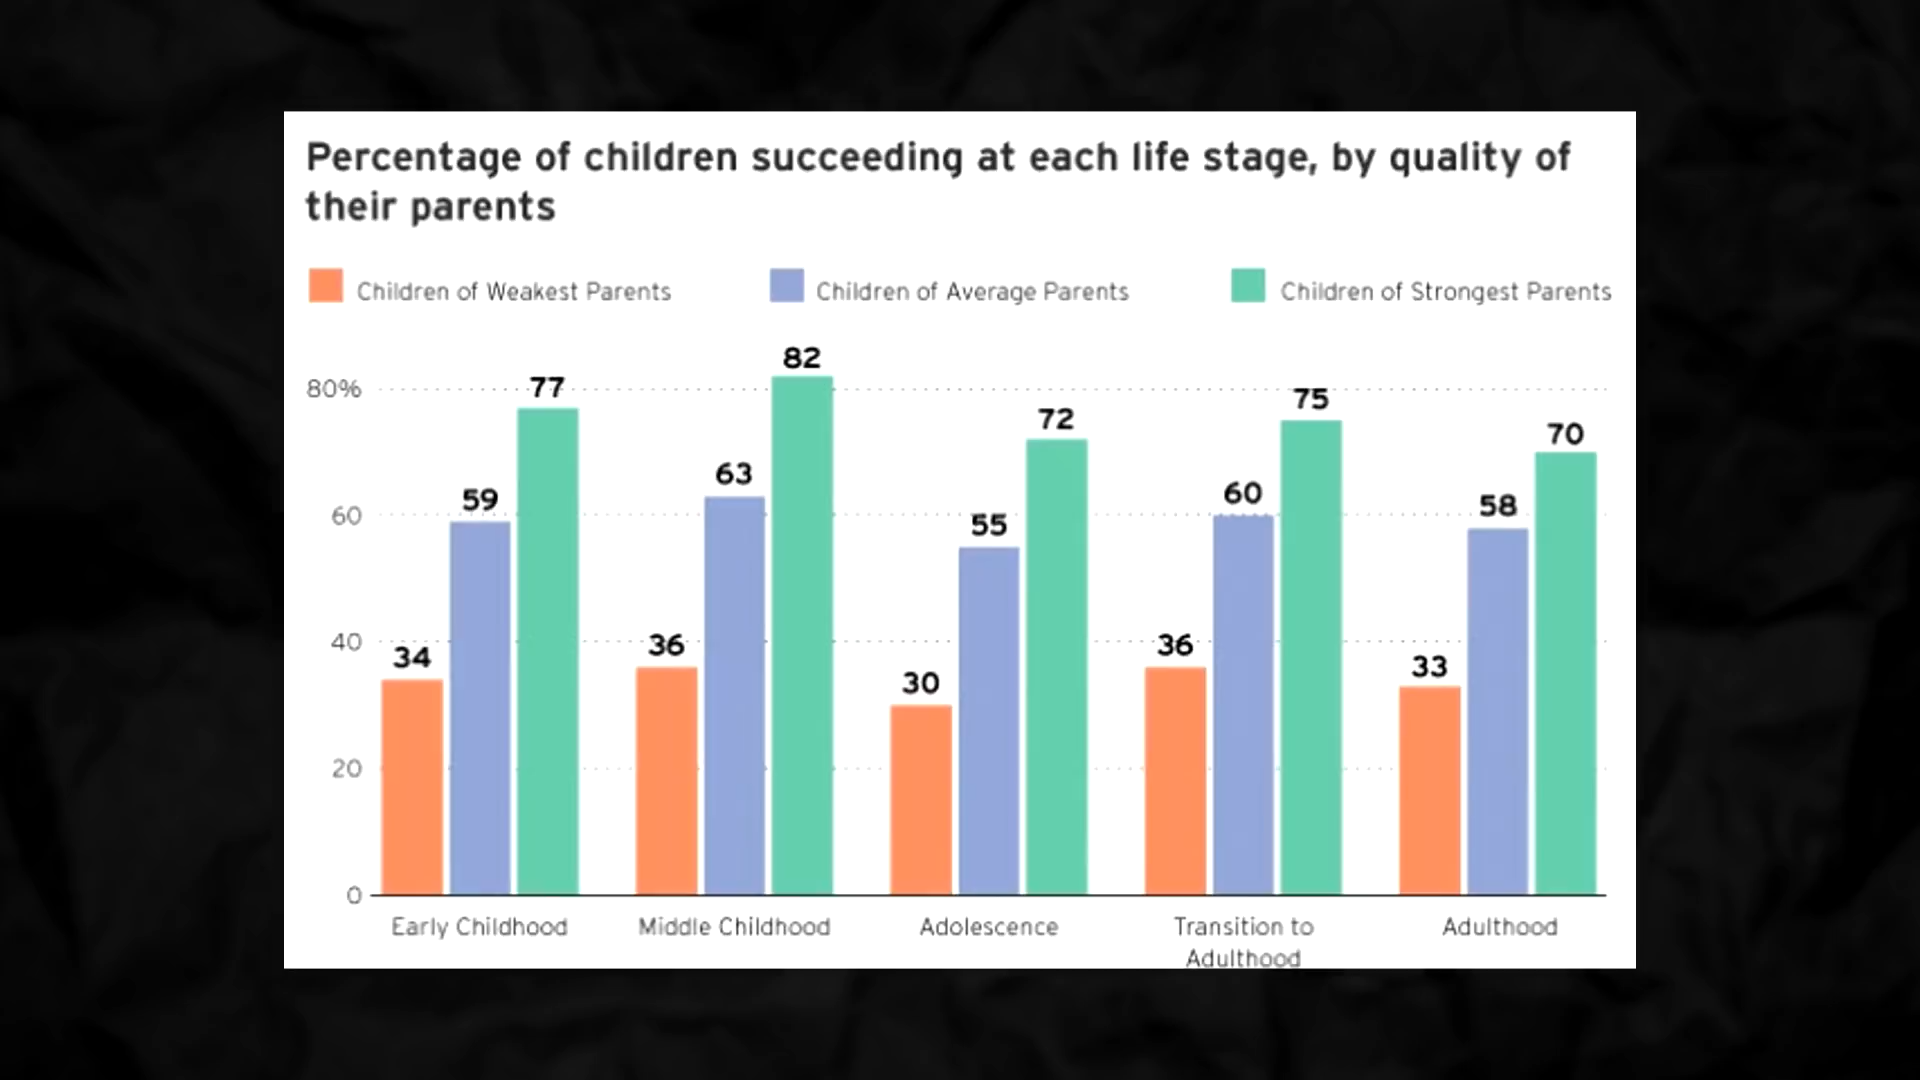 Percentage of children succeeding at each life stage, by quality of
their parents
Children of Weakest Parents
Children of Average Parents
Children of Strongest Parents
80%
60
40
20
0
34
59
77
36
63
82
30
55
72
36
60
75
33
58
70
Early Childhood
Middle Childhood
Adolescence
Transition to
Adulthood
Adulthood